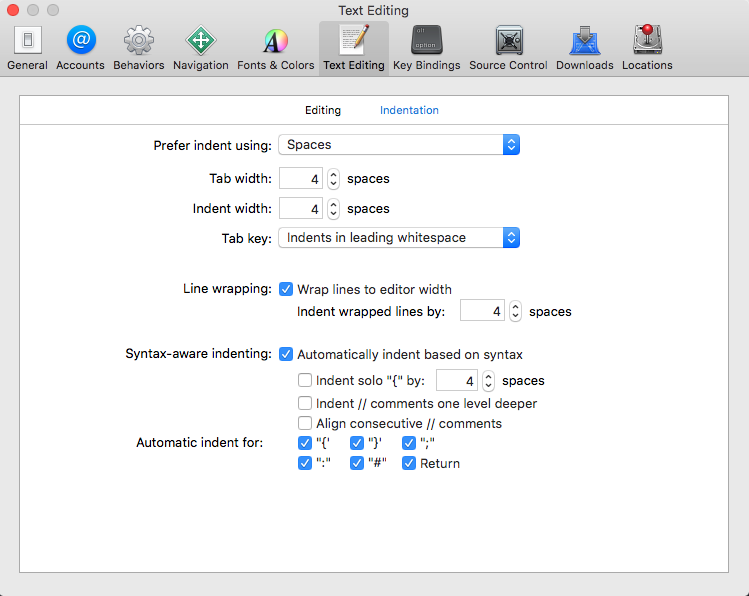 Text Editing
General Accounts Behaviors Navigation Fonts & Colors Text Editing Key Bindings Source Control Downloads Locations
Editing Indentation
Prefer indent using: Spaces
Tab width: 4 spaces
Indent width: 4 spaces
Tab key: Indents in leading whitespace
Line wrapping: Wrap lines to editor width
Indent wrapped lines by: 4 spaces
Syntax-aware indenting: Automatically indent based on syntax
Indent solo "{" by: 4 spaces
Indent // comments one level deeper
Align consecutive // comments
Automatic indent for: "{' "}' ";"
":" "#" Return